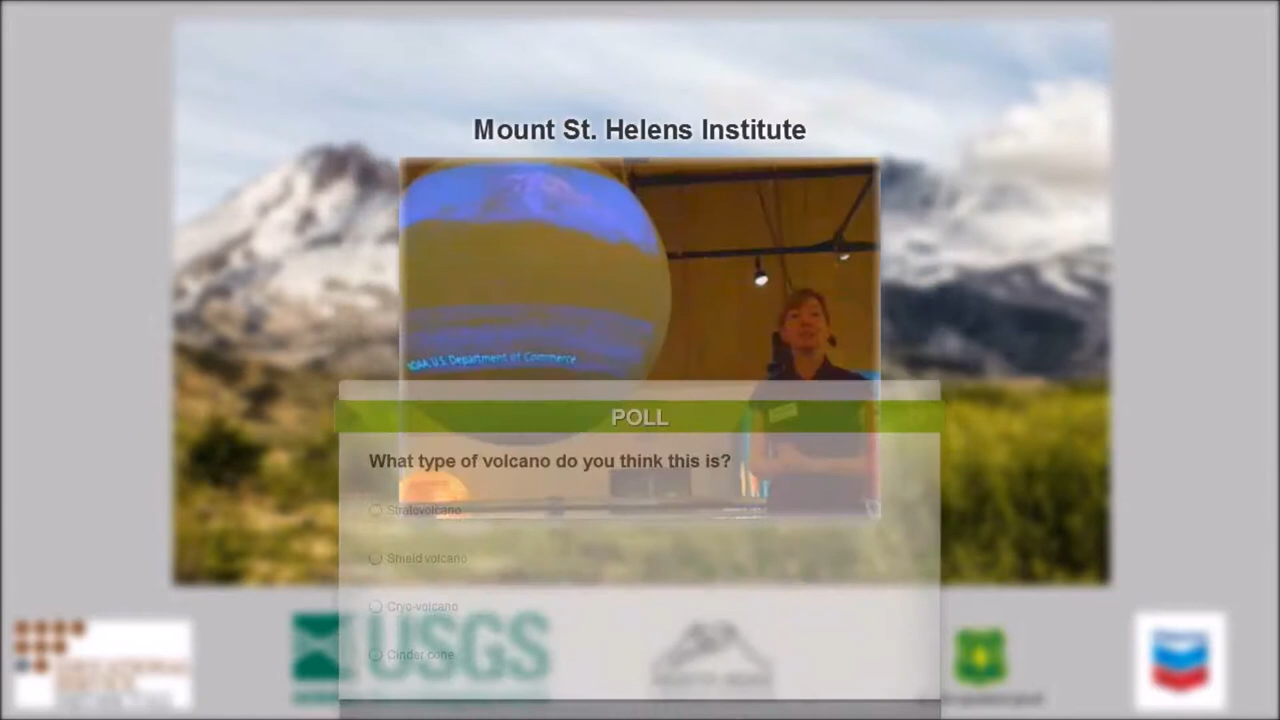 Mount St. Helens Institute
NOAA, U.S. Department of Commerce
POLL
What type of volcano do you think this is?
Stratovolcano
Shield volcano
Cryo-volcano
Cinder cone
USGS